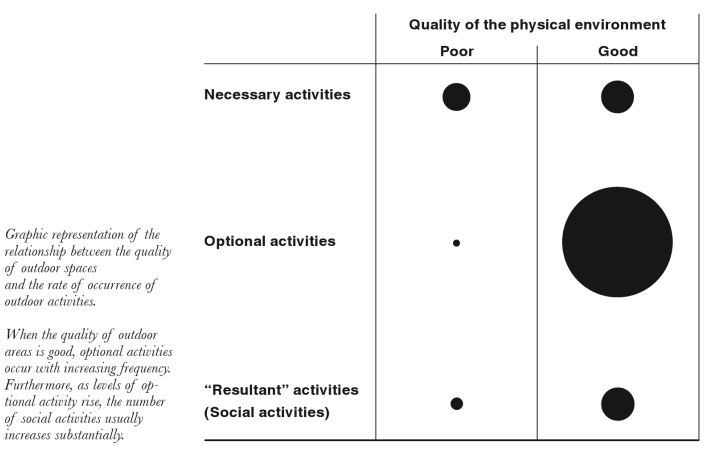 Quality of the physical environment
Poor
Good
Necessary activities
Optional activities
“Resultant” activities
(Social activities)
Graphic representation of the
relationship between the quality
of outdoor spaces
and the rate of occurrence of
outdoor activities.
When the quality of outdoor
areas is good, optional activities
occur with increasing frequency.
Furthermore, as levels of op-
tional activity rise, the number
of social activities usually
increases substantially.